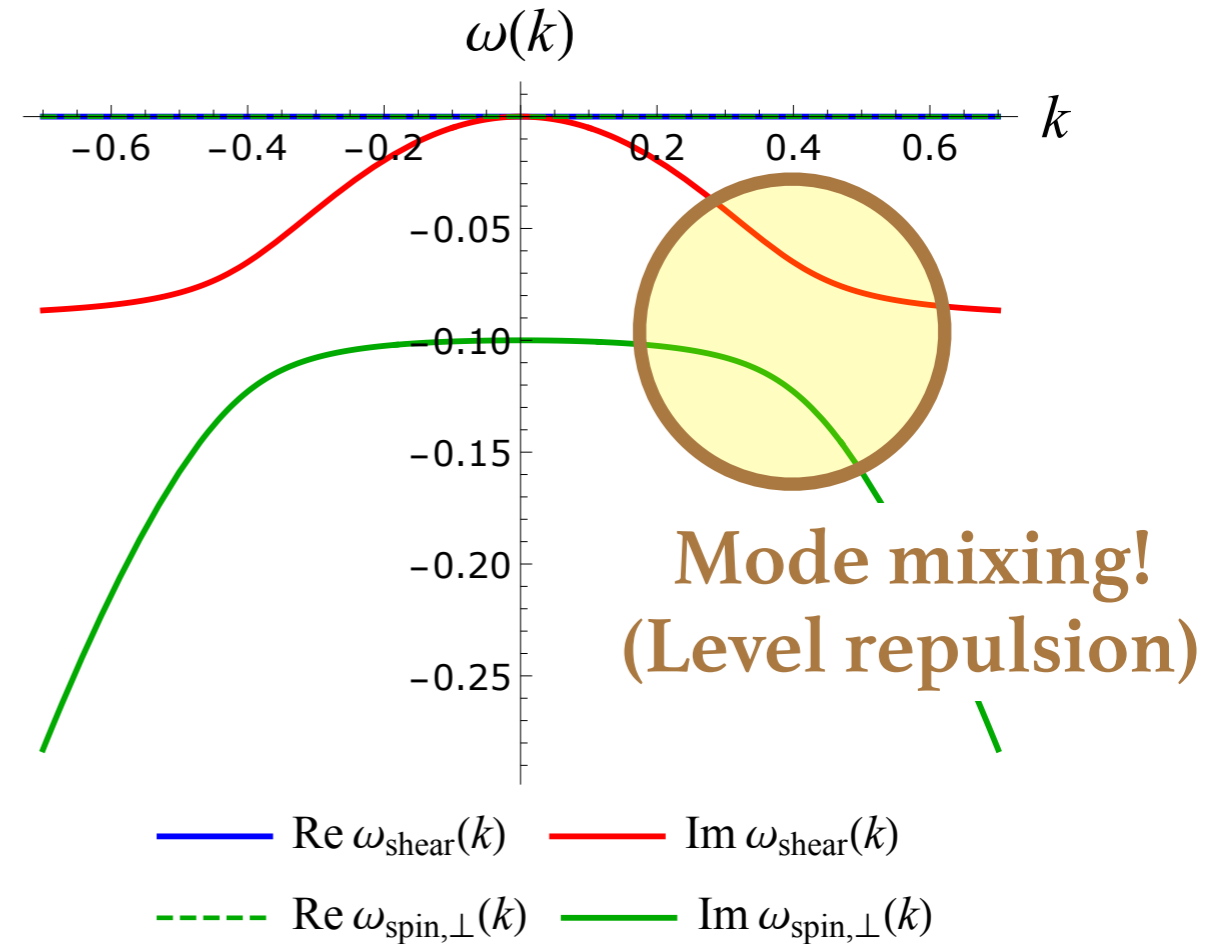 ω(k)
k
−0.6 −0.4 −0.2 0.2 0.4 0.6
−0.05
−0.10
−0.15
−0.20
−0.25
Mode mixing!
(Level repulsion)
Re ω_shear(k) Im ω_shear(k)
Re ω_spin,⊥(k) Im ω_spin,⊥(k)